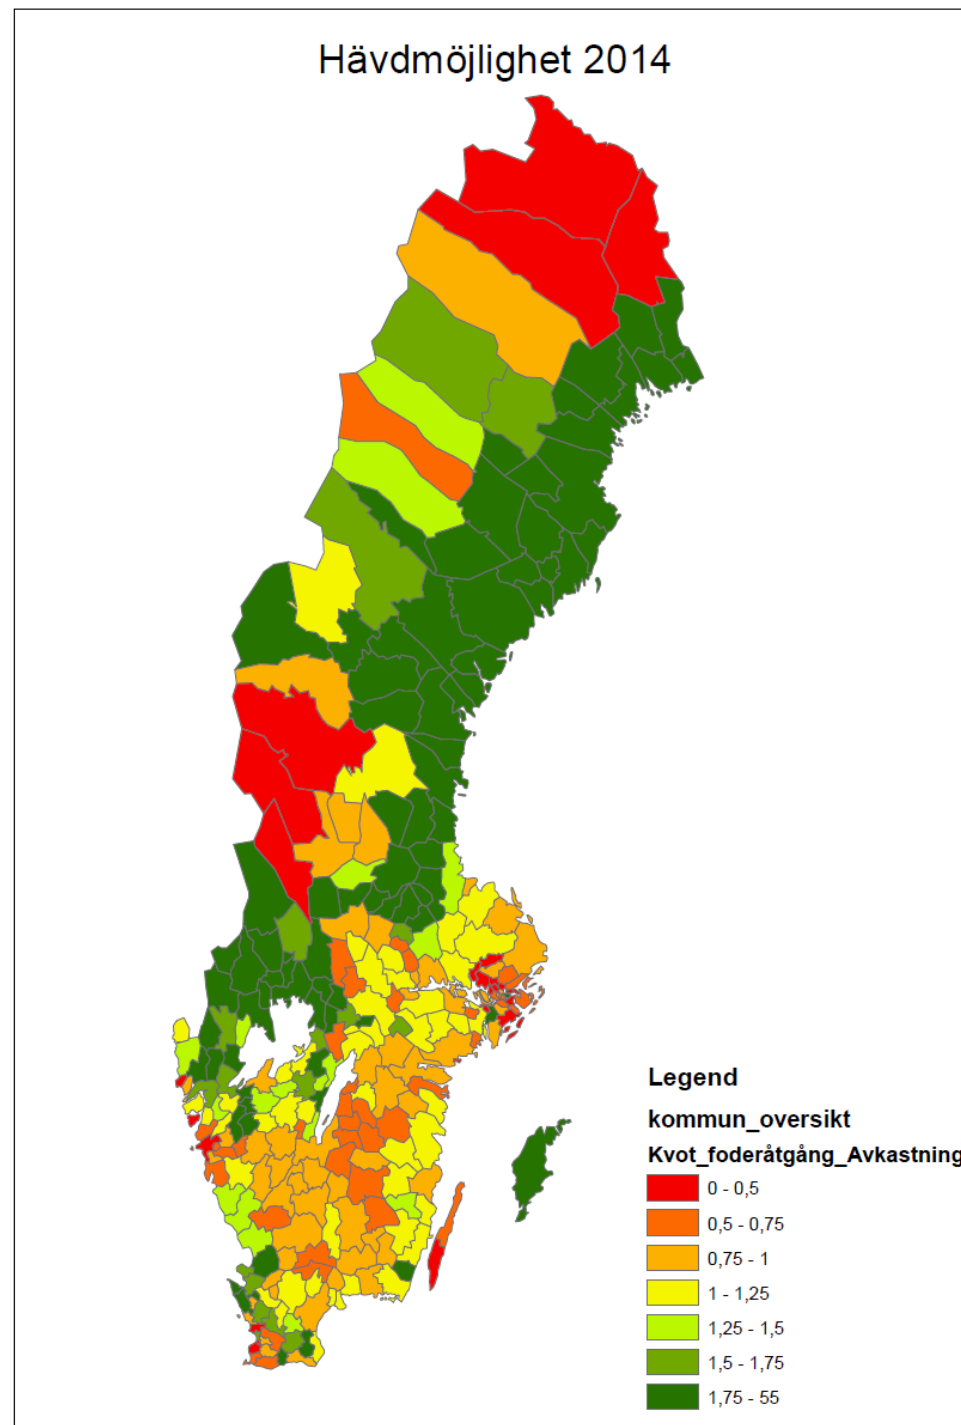 Hävdmöjlighet 2014
Legend
kommun_oversikt
Kvot_foderåtgång_Avkastning
0 - 0,5
0,5 - 0,75
0,75 - 1
1 - 1,25
1,25 - 1,5
1,5 - 1,75
1,75 - 55